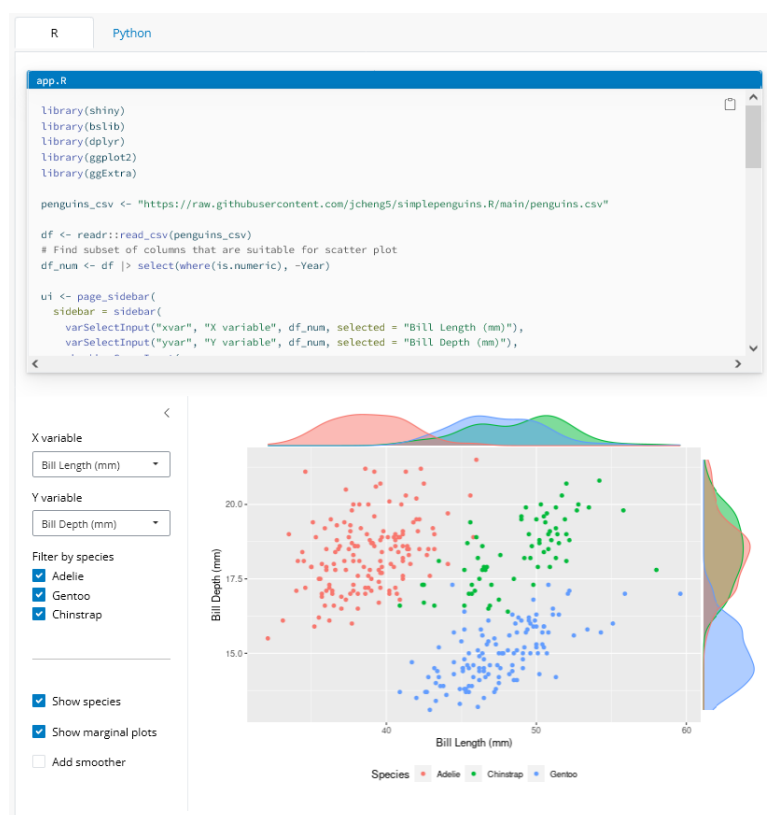 R
Python
app.R
library(shiny)
library(bslib)
library(dplyr)
library(ggplot2)
library(ggExtra)
penguins_csv <- "https://raw.githubusercontent.com/jcheng5/simplepenguins.R/main/penguins.csv"
df <- readr::read_csv(penguins_csv)
# Find subset of columns that are suitable for scatter plot
df_num <- df |> select(where(is.numeric), -Year)
ui <- page_sidebar(
  sidebar = sidebar(
    varSelectInput("xvar", "X variable", df_num, selected = "Bill Length (mm)"),
    varSelectInput("yvar", "Y variable", df_num, selected = "Bill Depth (mm)"),
X variable
Bill Length (mm)
Y variable
Bill Depth (mm)
Filter by species
Adelie
Gentoo
Chinstrap
Show species
Show marginal plots
Add smoother
Bill Depth (mm)
20.0
17.5
15.0
40 50 60
Bill Length (mm)
Species Adelie Chinstrap Gentoo